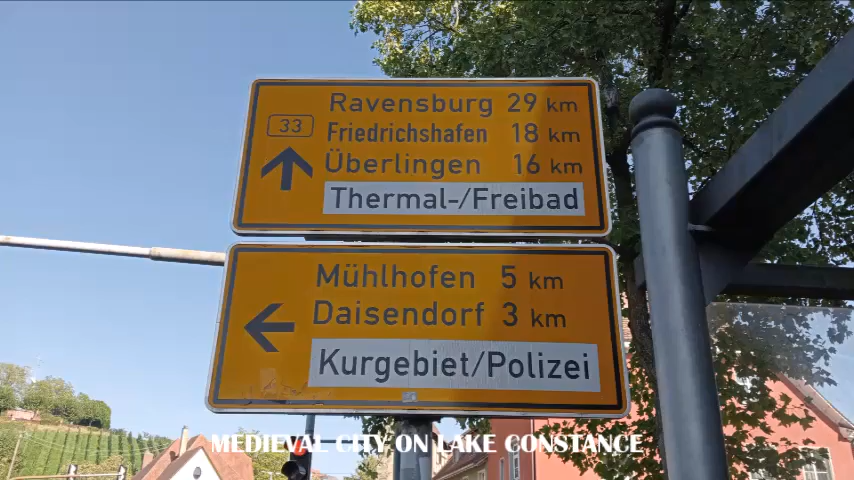 Ravensburg 29 km
33
Friedrichshafen 18 km
Überlingen 16 km
Thermal-/Freibad
Mühlhofen 5 km
Daisendorf 3 km
Kurgebiet/Polizei
MEDIEVAL CITY ON LAKE CONSTANCE